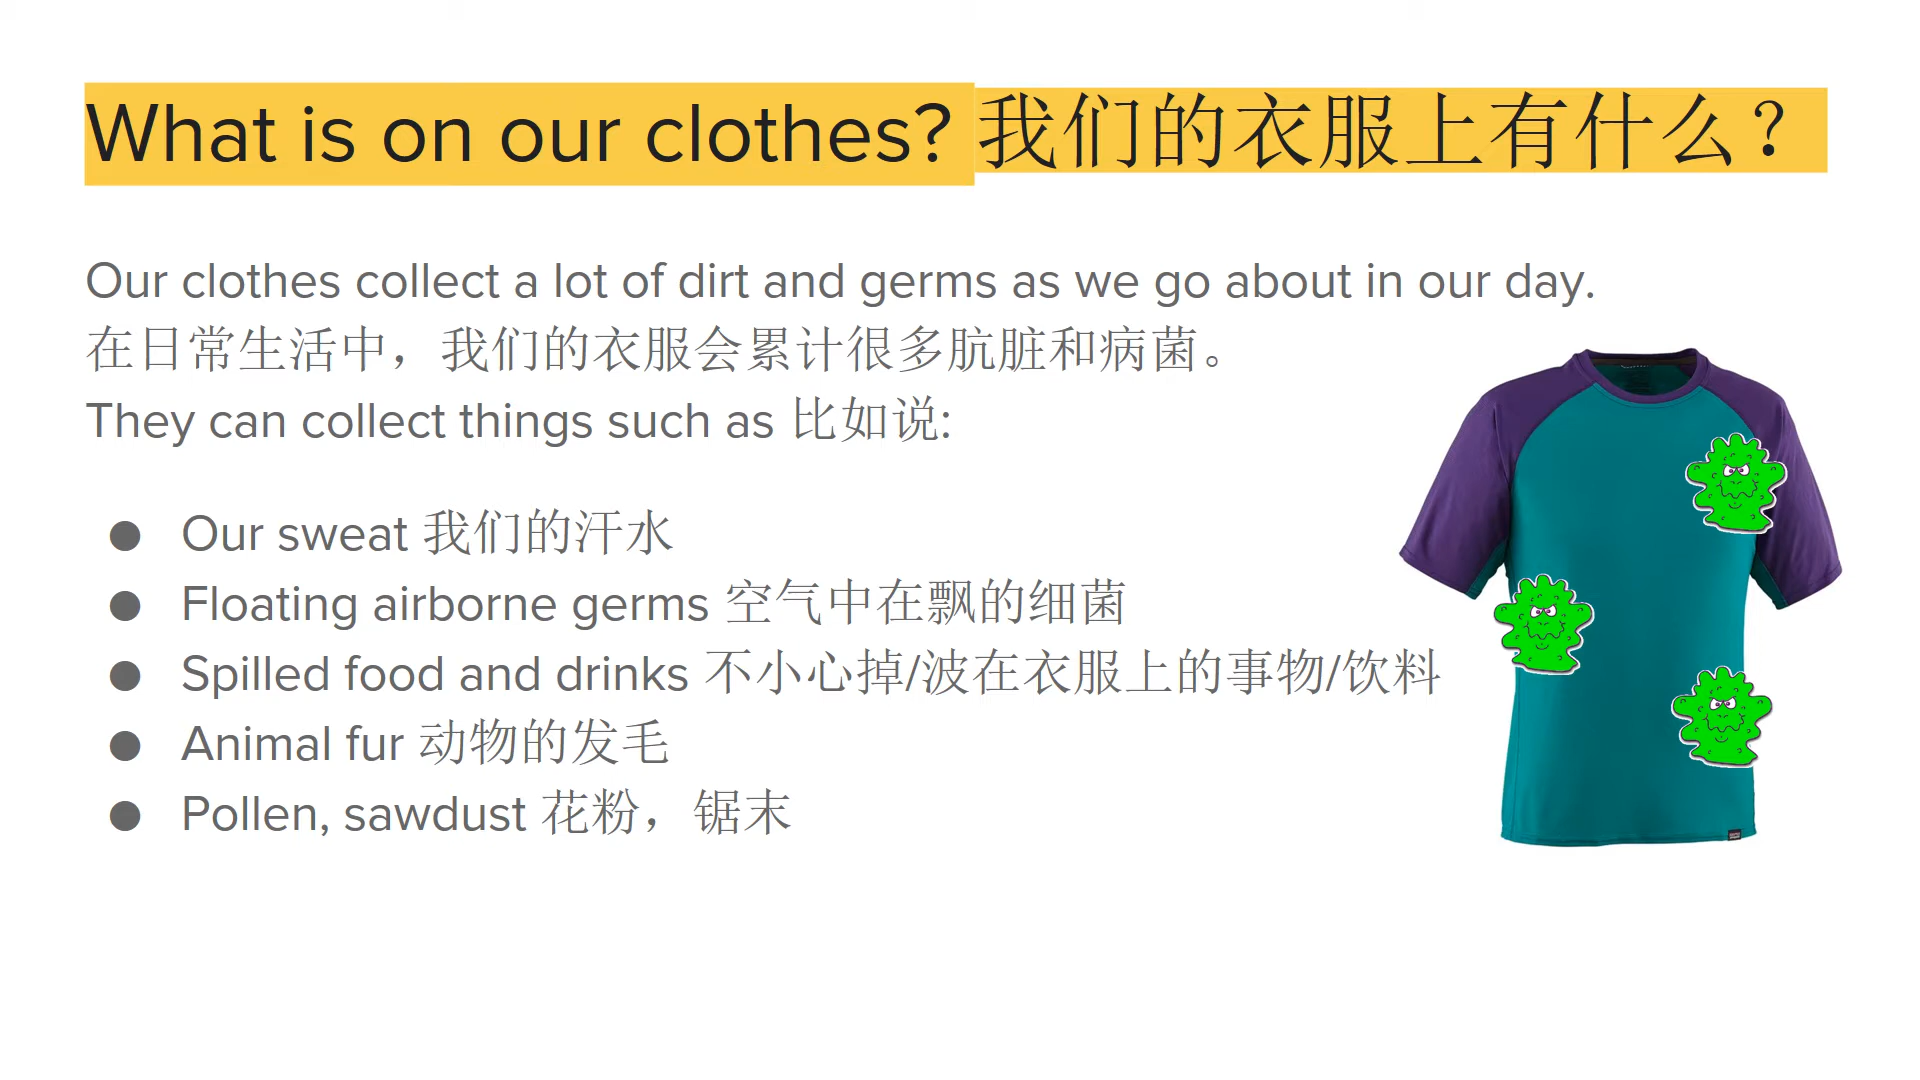 What is on our clothes? 我们的衣服上有什么？
Our clothes collect a lot of dirt and germs as we go about in our day.
在日常生活中，我们的衣服会累计很多肮脏和病菌。
They can collect things such as 比如说:
● Our sweat 我们的汗水
● Floating airborne germs 空气中在飘的细菌
● Spilled food and drinks 不小心掉/波在衣服上的事物/饮料
● Animal fur 动物的发毛
● Pollen, sawdust 花粉，锯末